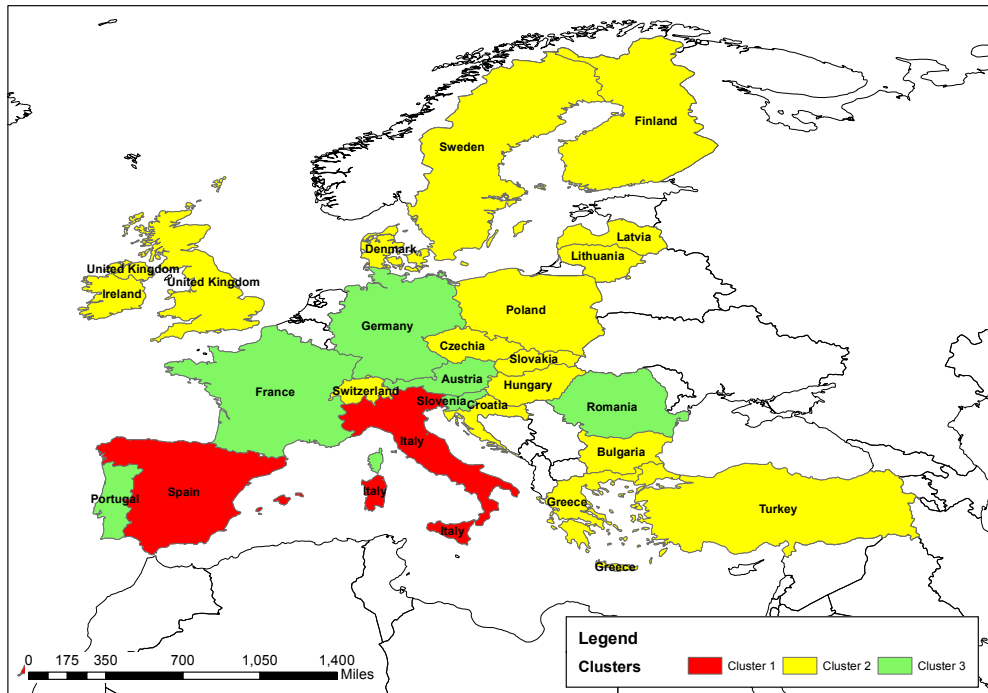 Finland
Sweden
Latvia
Denmark
Lithuania
United Kingdom
United Kingdom
Ireland
Poland
Germany
Czechia
Slovakia
Austria
Hungary
France
Switzerland
Slovenia
Croatia
Romania
Italy
Bulgaria
Spain
Italy
Portugal
Greece
Turkey
Italy
Greece
Legend
Clusters
Cluster 1
Cluster 2
Cluster 3
0 175 350 700 1,050 1,400
Miles